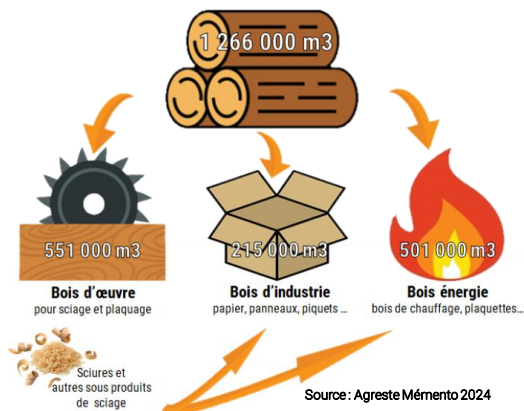 1 266 000 m3
551 000 m3
215 000 m3
501 000 m3
Bois d'œuvre
pour sciage et plaquage
Bois d'industrie
papier, panneaux, piquets ...
Bois énergie
bois de chauffage, plaquettes...
Sciures et
autres sous produits
de sciage
Source : Agreste Mémento 2024